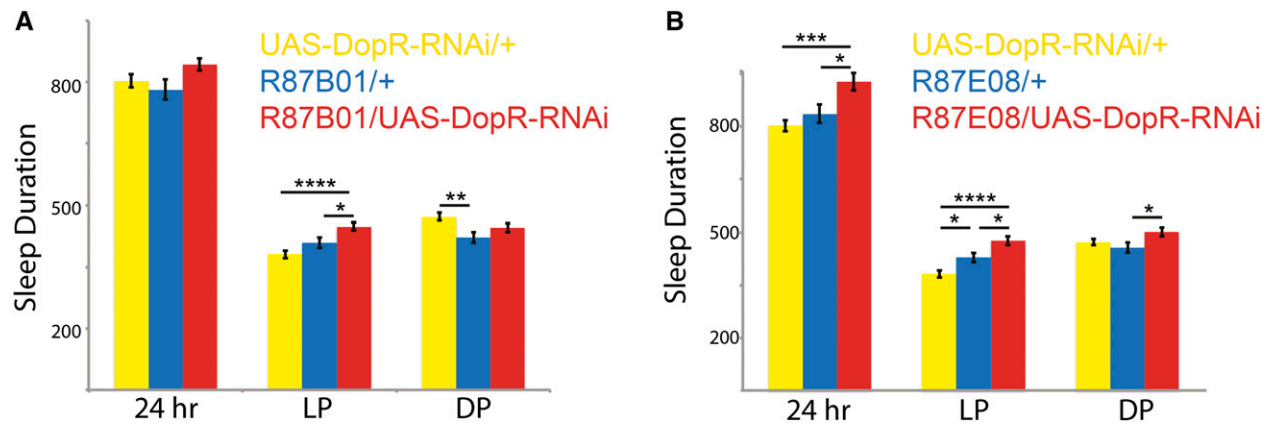 A
UAS-DopR-RNAi/+
R87B01/+
R87B01/UAS-DopR-RNAi
Sleep Duration
800
500
200
****
*
**
24 hr LP DP
B
UAS-DopR-RNAi/+
R87E08/+
R87E08/UAS-DopR-RNAi
Sleep Duration
800
500
200
***
*
****
* *
*
24 hr LP DP